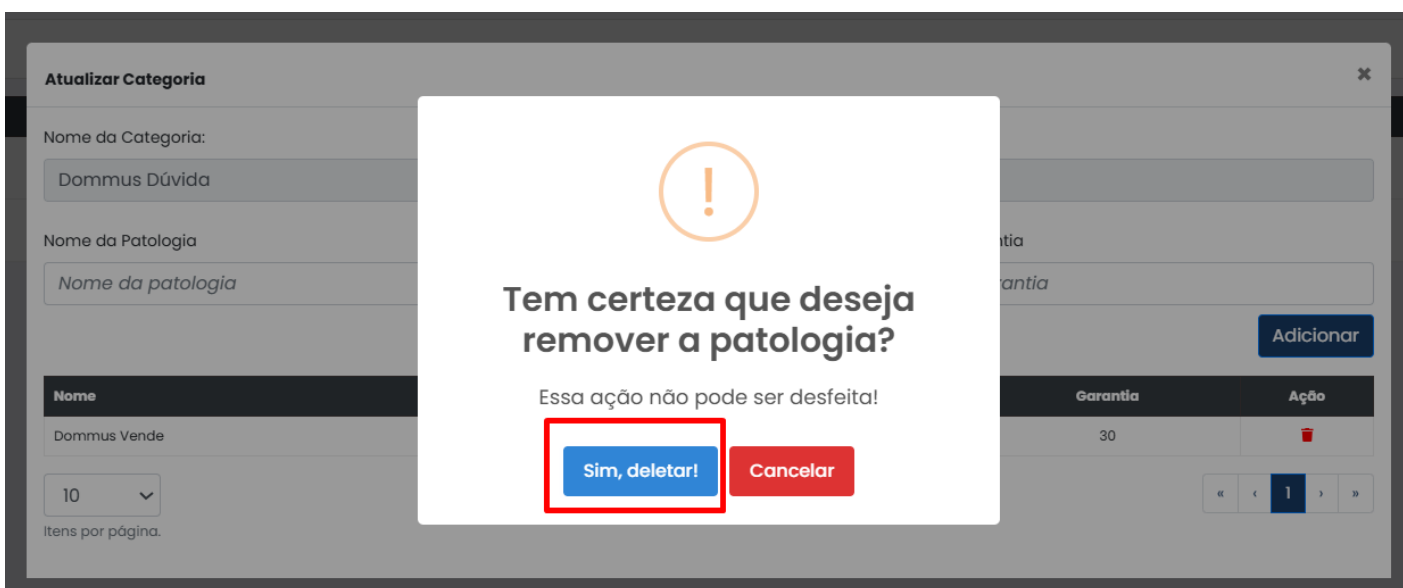 Atualizar Categoria
Nome da Categoria:
Dommus Dúvida
Nome da Patologia
Nome da patologia
Tem certeza que deseja
remover a patologia?
Essa ação não pode ser desfeita!
Sim, deletar! Cancelar
Adicionar
Nome Garantia Ação
Dommus Vende 30
10
« ‹ 1 › »
Itens por página.